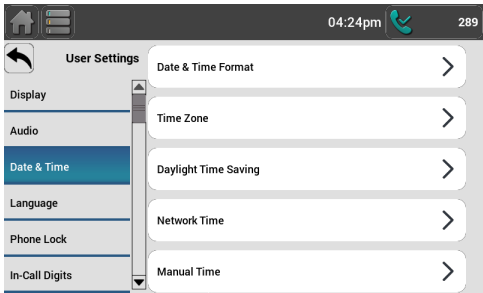 04:24pm 289
User Settings
Display
Audio
Date & Time
Language
Phone Lock
In-Call Digits
Date & Time Format
Time Zone
Daylight Time Saving
Network Time
Manual Time